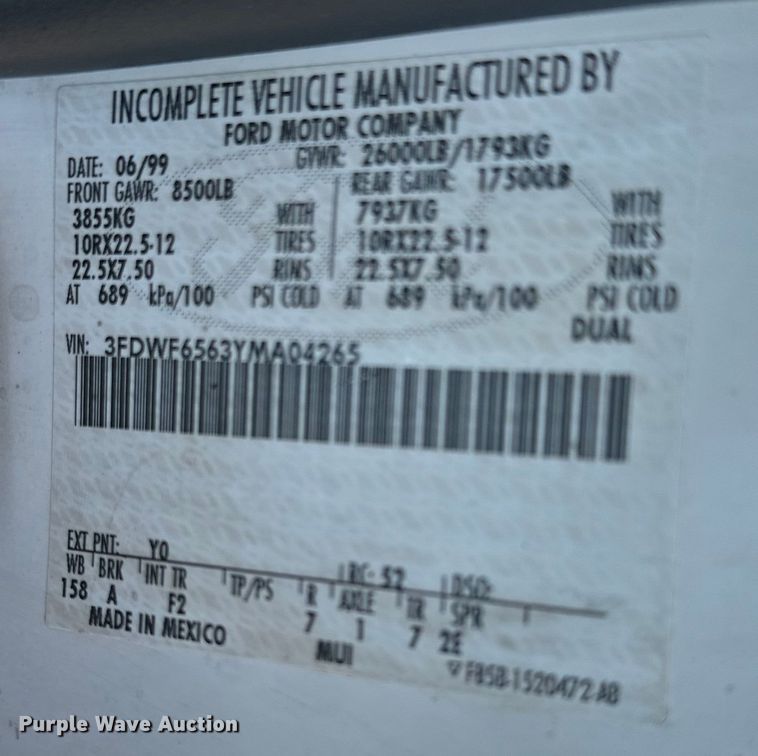 INCOMPLETE VEHICLE MANUFACTURED BY
FORD MOTOR COMPANY
DATE: 06/99 GVWR: 26000LB/1793KG
FRONT GAWR: 8500LB REAR GAWR: 17500LB
3855KG WITH 7937KG WITH
10RX22.5-12 TIRES 10RX22.5-12 TIRES
22.5X7.50 RIMS 22.5X7.50 RIMS
AT 689 kPa/100 PSI COLD AT 689 kPa/100 PSI COLD
DUAL
VIN: 3FDWF6563YMA04265
EXT PNT: YO RC: 52 DSO:
WB BRK INT TR TP/PS R AXLE TR SPR
158 A F2 7 1 7 2E
MADE IN MEXICO MUI
F85B-1520472-AB
Purple Wave Auction